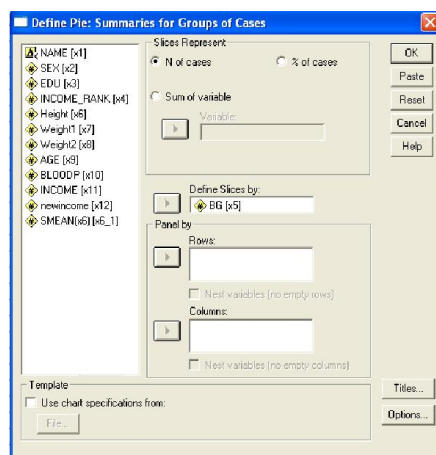 Define Pie: Summaries for Groups of Cases
NAME [x1]
SEX [x2]
EDU [x3]
INCOME_RANK [x4]
Height [x6]
Weight1 [x7]
Weight2 [x8]
AGE [x9]
BLOODP [x10]
INCOME [x11]
newincome [x12]
SMEAN(x6) [x6_1]
Slices Represent
N of cases
% of cases
Sum of variable
Variable:
Define Slices by:
BG [x5]
Panel by
Rows:
Nest variables (no empty rows)
Columns:
Nest variables (no empty columns)
OK
Paste
Reset
Cancel
Help
Template
Use chart specifications from:
File...
Titles...
Options...